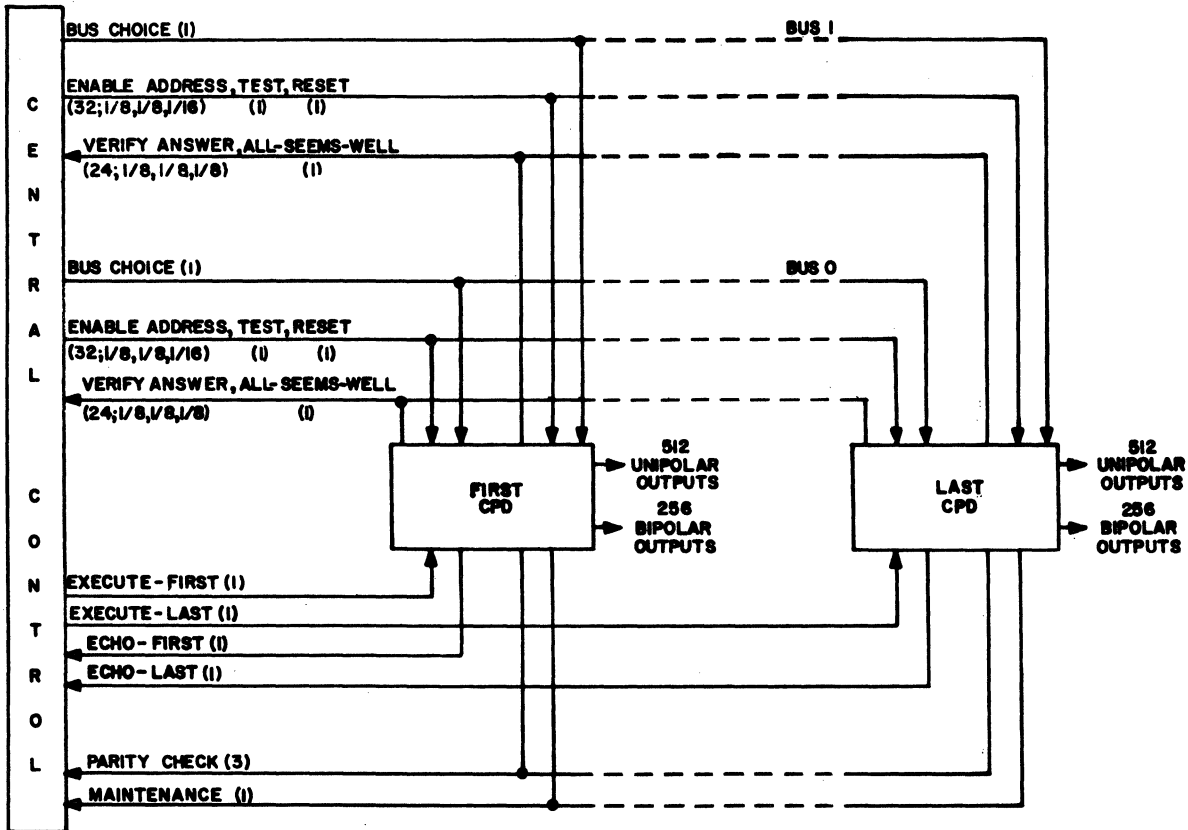 BUS CHOICE (1)
BUS 1
ENABLE ADDRESS, TEST, RESET
(32;1/8,1/8,1/16) (1) (1)
VERIFY ANSWER, ALL-SEEMS-WELL
(24;1/8,1/8,1/8) (1)
BUS CHOICE (1)
BUS 0
ENABLE ADDRESS, TEST, RESET
(32;1/8,1/8,1/16) (1) (1)
VERIFY ANSWER, ALL-SEEMS-WELL
(24;1/8,1/8,1/8) (1)
CENTRAL CONTROL
FIRST
CPD
512
UNIPOLAR
OUTPUTS
256
BIPOLAR
OUTPUTS
LAST
CPD
512
UNIPOLAR
OUTPUTS
256
BIPOLAR
OUTPUTS
EXECUTE-FIRST (1)
EXECUTE-LAST (1)
ECHO-FIRST (1)
ECHO-LAST (1)
PARITY CHECK (3)
MAINTENANCE (1)